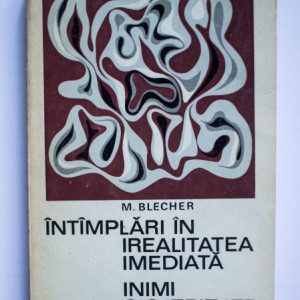 M. BLECHER
ÎNTÎMPLĂRI ÎN
IREALITATEA
IMEDIATĂ
INIMI